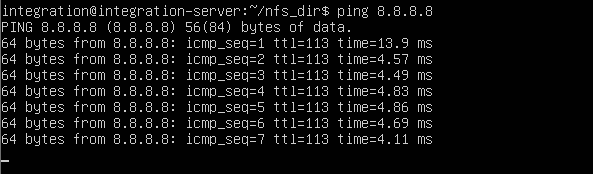 integration@integration-server:~/nfs_dir$ ping 8.8.8.8
PING 8.8.8.8 (8.8.8.8) 56(84) bytes of data.
64 bytes from 8.8.8.8: icmp_seq=1 ttl=113 time=13.9 ms
64 bytes from 8.8.8.8: icmp_seq=2 ttl=113 time=4.57 ms
64 bytes from 8.8.8.8: icmp_seq=3 ttl=113 time=4.49 ms
64 bytes from 8.8.8.8: icmp_seq=4 ttl=113 time=4.83 ms
64 bytes from 8.8.8.8: icmp_seq=5 ttl=113 time=4.86 ms
64 bytes from 8.8.8.8: icmp_seq=6 ttl=113 time=4.69 ms
64 bytes from 8.8.8.8: icmp_seq=7 ttl=113 time=4.11 ms